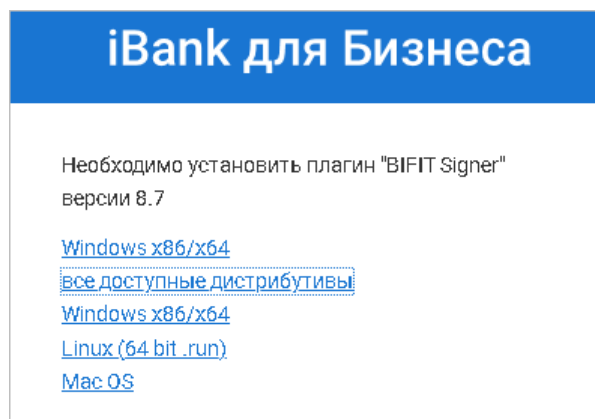 iBank для Бизнеса
Необходимо установить плагин "BIFIT Signer"
версии 8.7
Windows x86/x64
все доступные дистрибутивы
Windows x86/x64
Linux (64 bit .run)
Mac OS